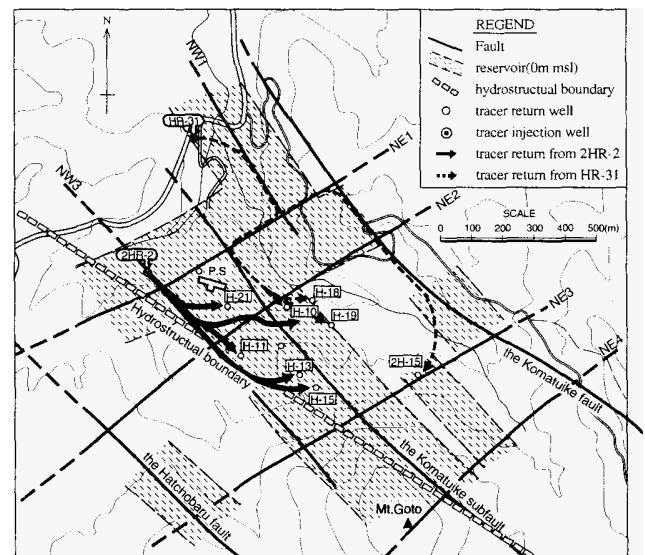 N
REGEND
Fault
reservoir(0m msl)
hydrostructual boundary
tracer return well
tracer injection well
tracer return from 2HR-2
tracer return from HR-31
SCALE
0 100 200 300 400 500(m)
NW1
HR-31
NW3
NE1
NE2
2HR-2
P.S
H-21
H-18
H-10
H-19
NE3
NE4
H-11
H-13
2H-15
H-15
Hydrostructual boundary
the Komatuike fault
the Komatuike subfault
the Hatchobaru fault
Mt.Goto